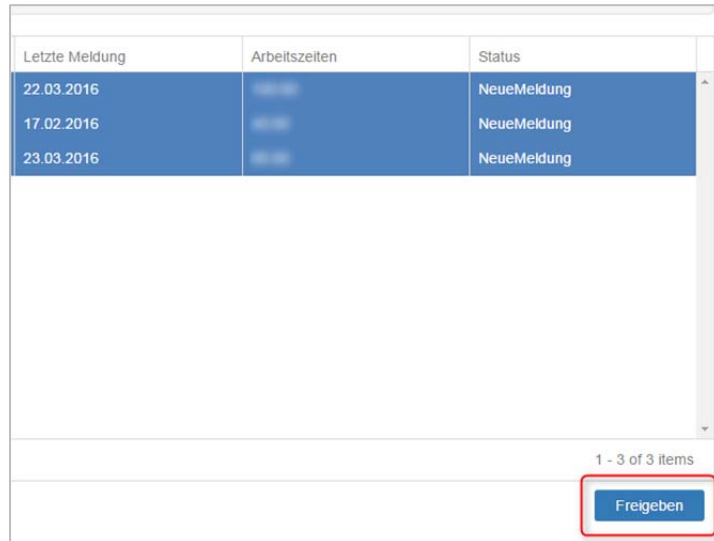 Letzte Meldung Arbeitszeiten Status
22.03.2016 NeueMeldung
17.02.2016 NeueMeldung
23.03.2016 NeueMeldung
1 - 3 of 3 items
Freigeben